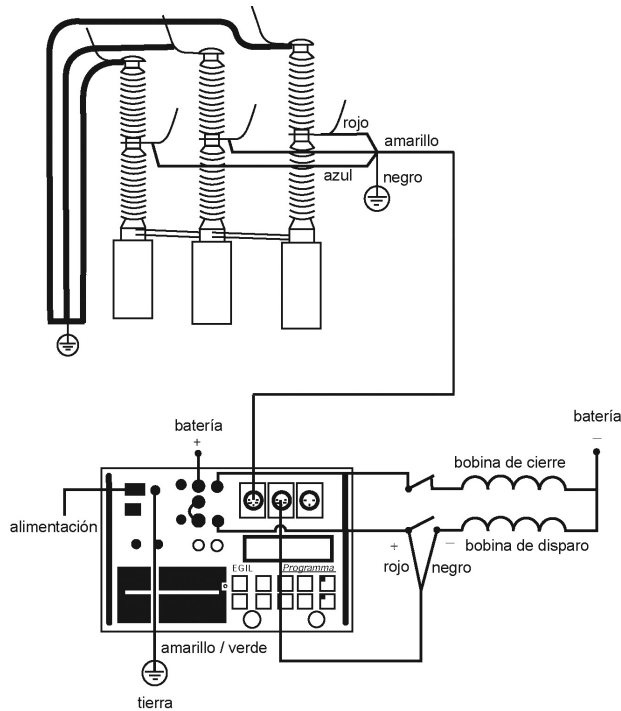 rojo
amarillo
azul
negro
batería
+
batería
–
bobina de cierre
alimentación
+
–
bobina de disparo
rojo
negro
EGIL
Programma
amarillo / verde
tierra